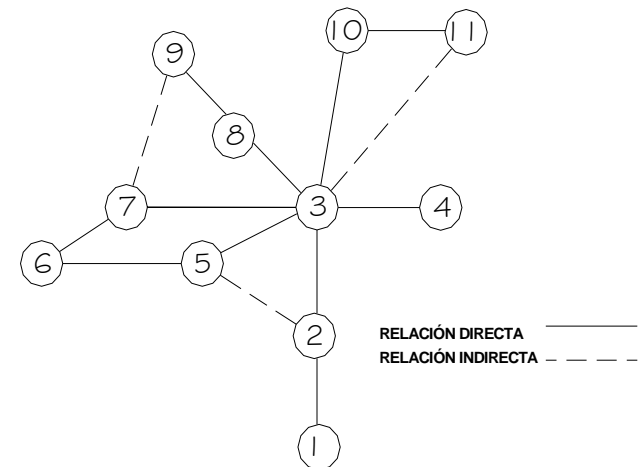 10 11
9
8
7 3 4
6 5
2
RELACIÓN DIRECTA
RELACIÓN INDIRECTA
1